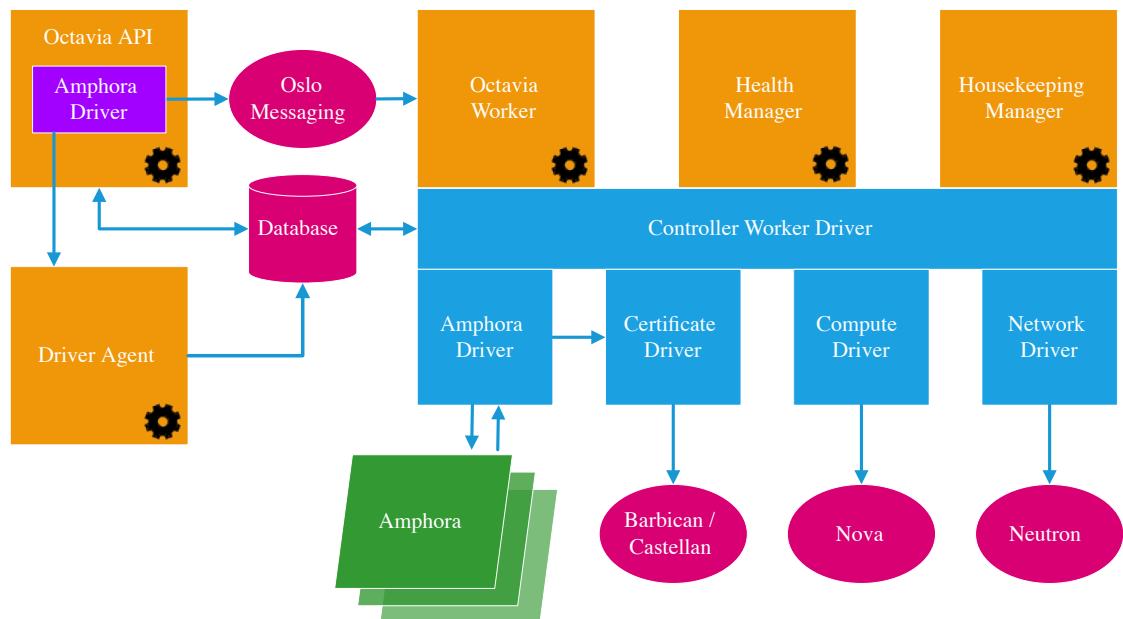 Octavia API
Amphora
Driver
Oslo
Messaging
Octavia
Worker
Health
Manager
Housekeeping
Manager
Database
Controller Worker Driver
Driver Agent
Amphora
Driver
Certificate
Driver
Compute
Driver
Network
Driver
Amphora
Barbican /
Castellan
Nova
Neutron